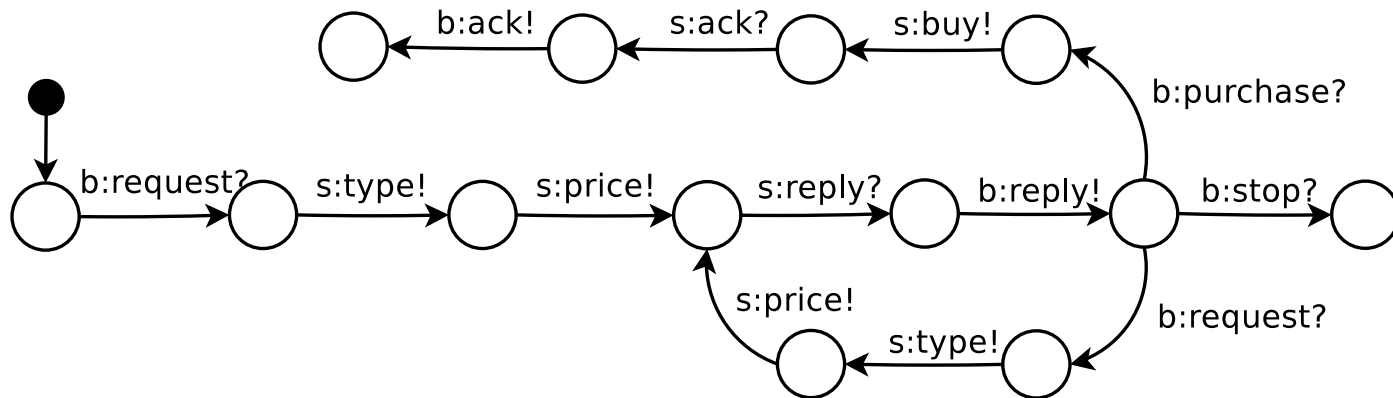 b:ack!
s:ack?
s:buy!
b:purchase?
b:request?
s:type!
s:price!
s:reply?
b:reply!
b:stop?
s:price!
s:type!
b:request?